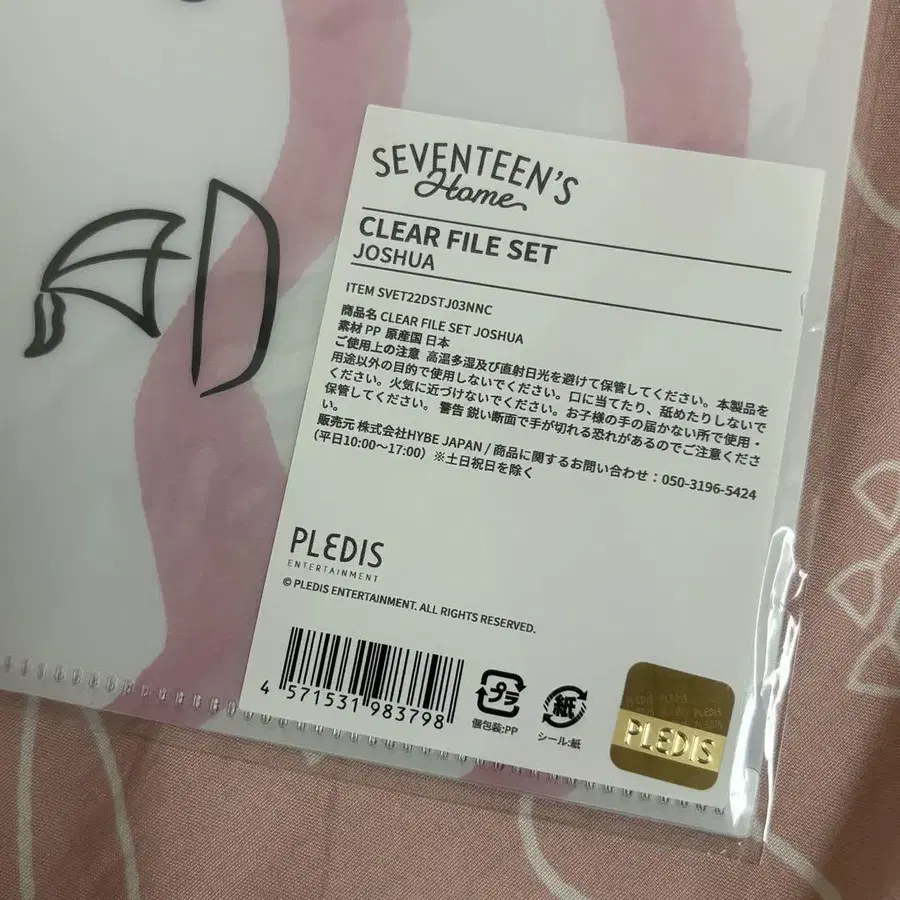 SEVENTEEN'S
Home
CLEAR FILE SET
JOSHUA
ITEM SVET22DSTJ03NNC
商品名 CLEAR FILE SET JOSHUA
素材 PP 原産国 日本
ご使用上の注意 高温多湿及び直射日光を避けて保管してください。本製品を
用途以外の目的で使用しないでください。口に当てたり、舐めたりしないで
ください。火気に近づけないでください。お子様の手の届かない所で使用・
保管してください。 警告 鋭い断面で手が切れる恐れがあるのでご注意くださ
い。
販売元 株式会社HYBE JAPAN / 商品に関するお問い合わせ：050-3196-5424
（平日10:00～17:00）※土日祝日を除く
PLEDIS
ENTERTAINMENT
© PLEDIS ENTERTAINMENT. ALL RIGHTS RESERVED.
4 571531 983798
プラ
個包装:PP
紙
シール:紙
PLEDIS
PLEDIS
PLEDIS